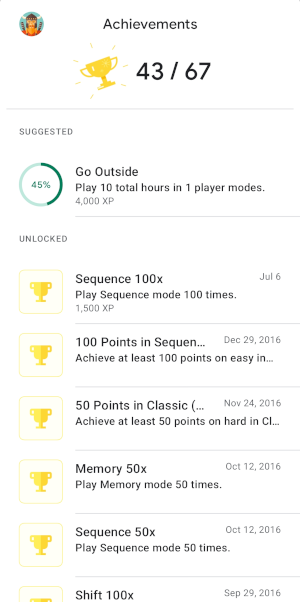 Achievements
43 / 67
SUGGESTED
45%
Go Outside
Play 10 total hours in 1 player modes.
4,000 XP
UNLOCKED
Sequence 100x
Jul 6
Play Sequence mode 100 times.
1,500 XP
100 Points in Sequen...
Dec 29, 2016
Achieve at least 100 points on easy in...
50 Points in Classic (...
Nov 24, 2016
Achieve at least 50 points on hard in Cl...
Memory 50x
Oct 12, 2016
Play Memory mode 50 times.
Sequence 50x
Oct 12, 2016
Play Sequence mode 50 times.
Shift 100x
Sep 29, 2016